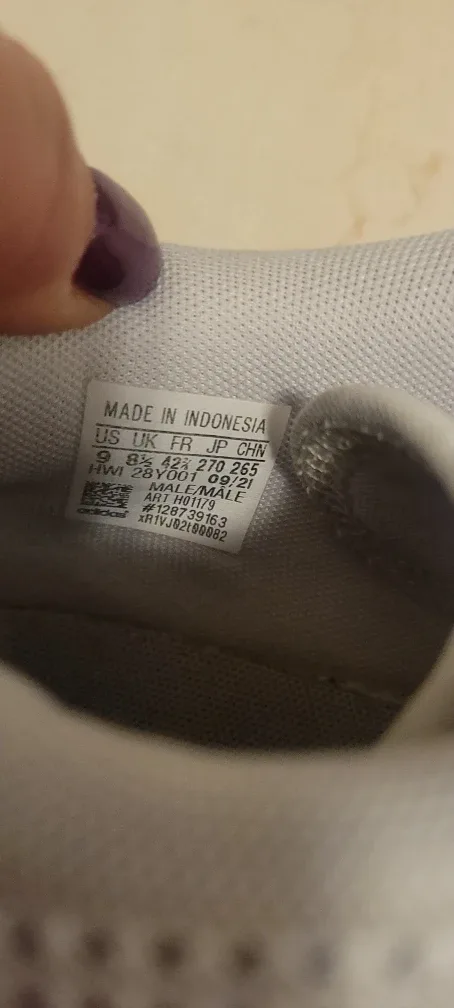 MADE IN INDONESIA
US UK FR JP CHN
9 8½ 42⅔ 270 265
HWI 28Y001 09/21
MALE/MALE
ART H01179
#128739163
adidas xR1VJ02t00082